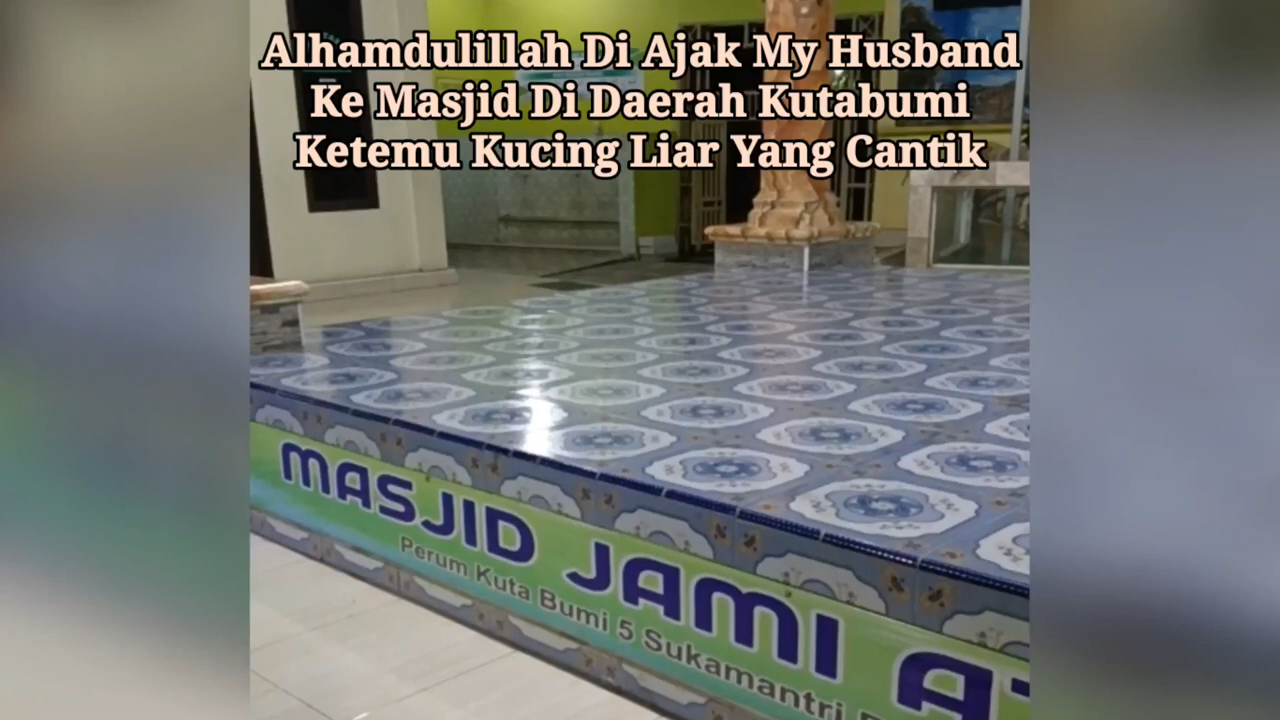 Alhamdulillah Di Ajak My Husband
Ke Masjid Di Daerah Kutabumi
Ketemu Kucing Liar Yang Cantik
MASJID JAMI
Perum Kuta Bumi 5 Sukamantri